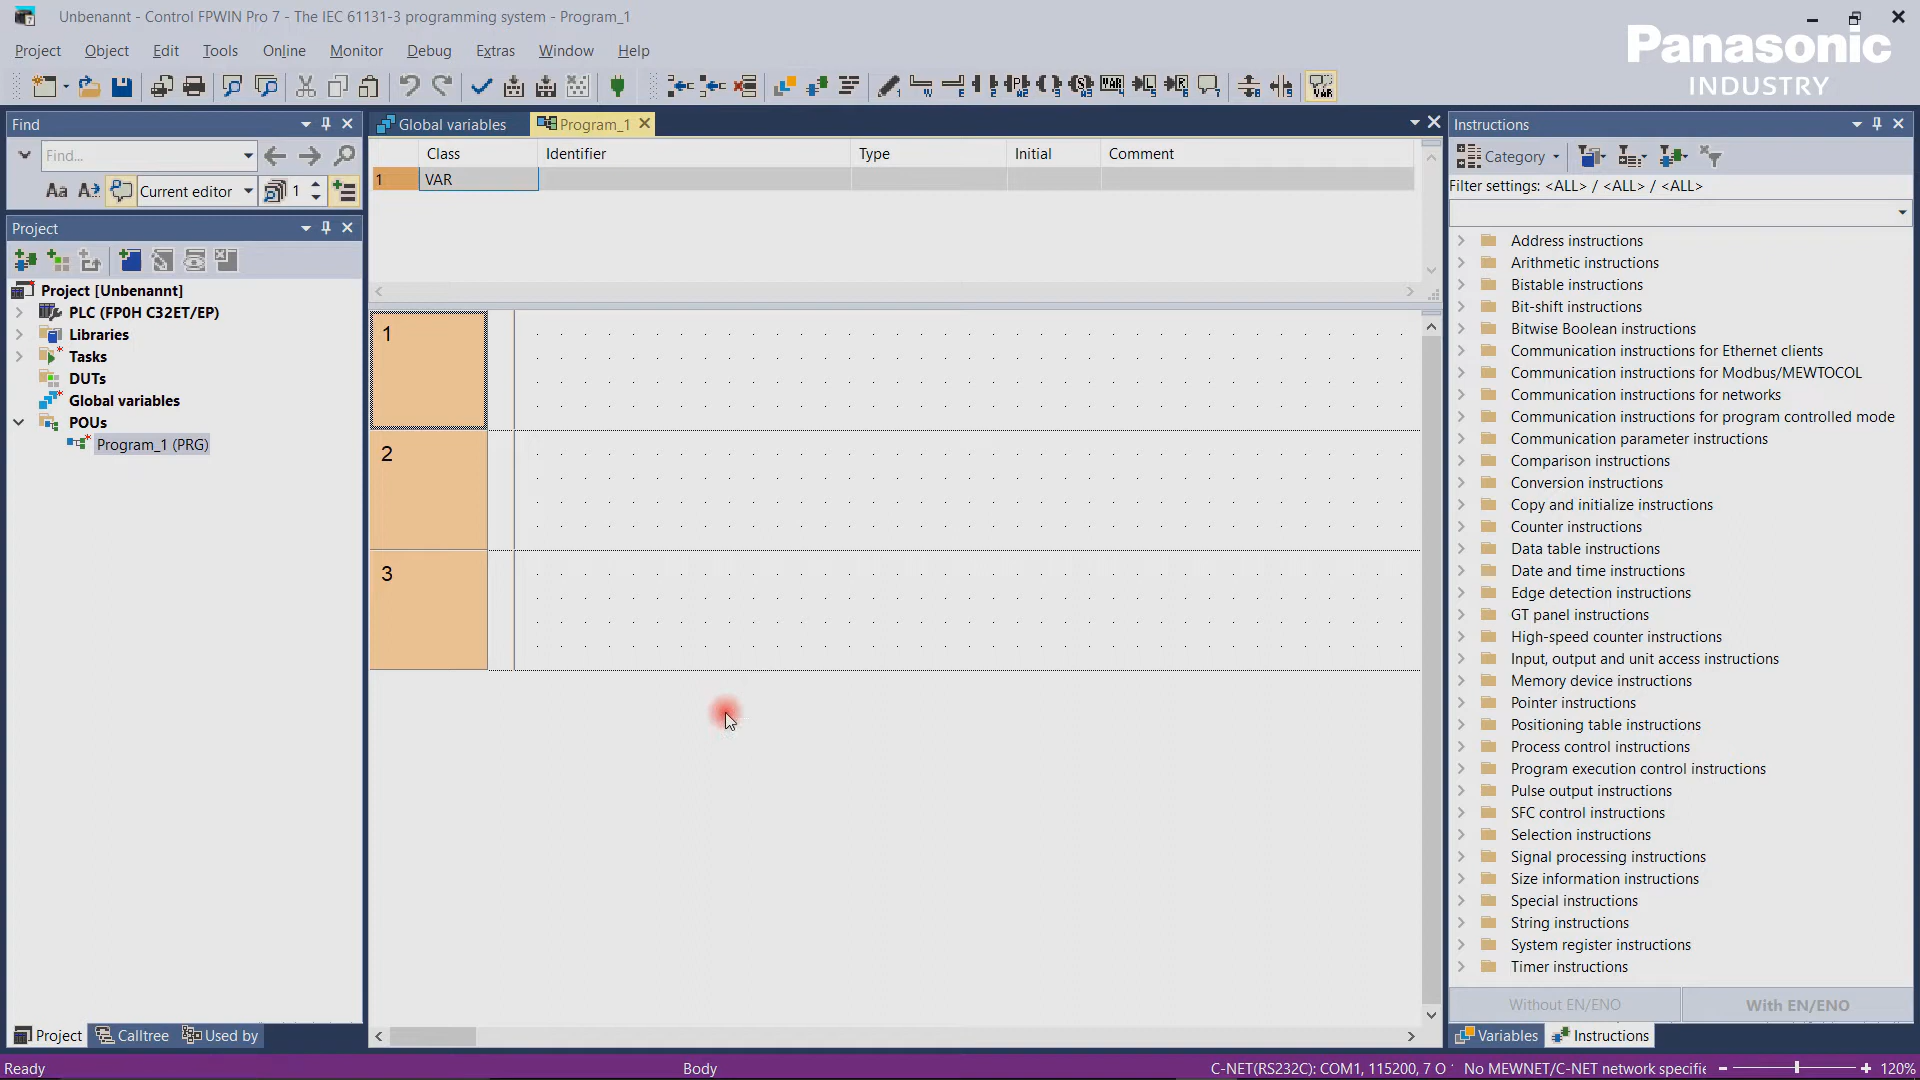 Unbenannt - Control FPWIN Pro 7 - The IEC 61131-3 programming system - Program_1
Project Object Edit Tools Online Monitor Debug Extras Window Help
Panasonic
INDUSTRY
Find
Find...
Current editor 1
Project
Project [Unbenannt]
PLC (FP0H C32ET/EP)
Libraries
Tasks
DUTs
Global variables
POUs
Program_1 (PRG)
Project Calltree Used by
Global variables Program_1
Class Identifier Type Initial Comment
1 VAR
1
2
3
Instructions
Category
Filter settings: <ALL> / <ALL> / <ALL>
Address instructions
Arithmetic instructions
Bistable instructions
Bit-shift instructions
Bitwise Boolean instructions
Communication instructions for Ethernet clients
Communication instructions for Modbus/MEWTOCOL
Communication instructions for networks
Communication instructions for program controlled mode
Communication parameter instructions
Comparison instructions
Conversion instructions
Copy and initialize instructions
Counter instructions
Data table instructions
Date and time instructions
Edge detection instructions
GT panel instructions
High-speed counter instructions
Input, output and unit access instructions
Memory device instructions
Pointer instructions
Positioning table instructions
Process control instructions
Program execution control instructions
Pulse output instructions
SFC control instructions
Selection instructions
Signal processing instructions
Size information instructions
Special instructions
String instructions
System register instructions
Timer instructions
Without EN/ENO With EN/ENO
Variables Instructions
Ready Body C-NET(RS232C): COM1, 115200, 7 O No MEWNET/C-NET network specifie 120%